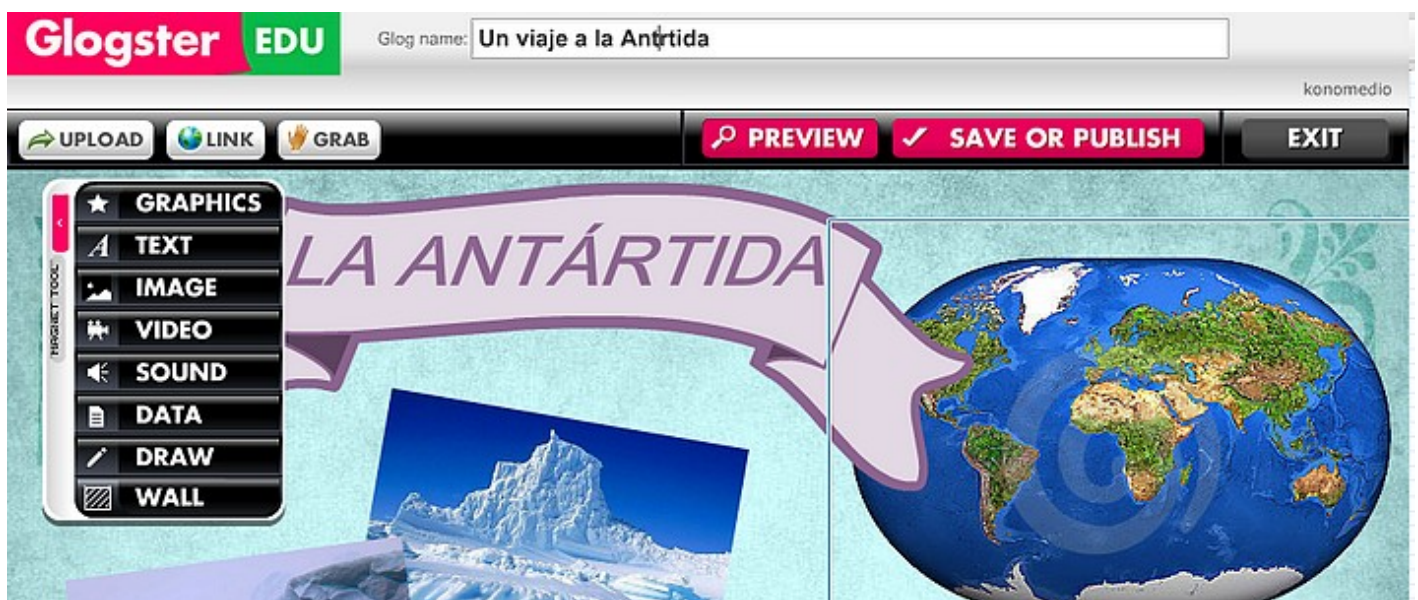 Glogster EDU
Glog name: Un viaje a la Antrtida
konomedio
UPLOAD LINK GRAB PREVIEW SAVE OR PUBLISH EXIT
GRAPHICS
TEXT
IMAGE
VIDEO
SOUND
DATA
DRAW
WALL
MAGNET TOOL
LA ANTÁRTIDA